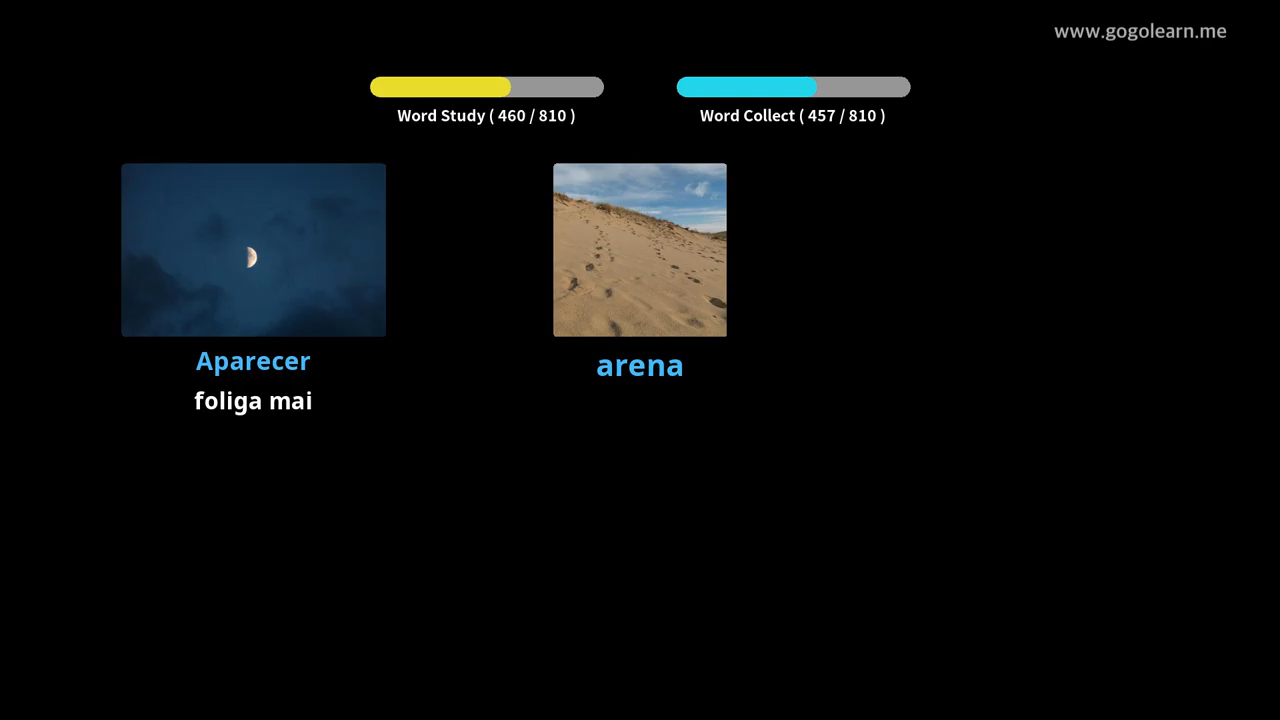 www.gogolearn.me
Word Study ( 460 / 810 )
Word Collect ( 457 / 810 )
Aparecer
foliga mai
arena